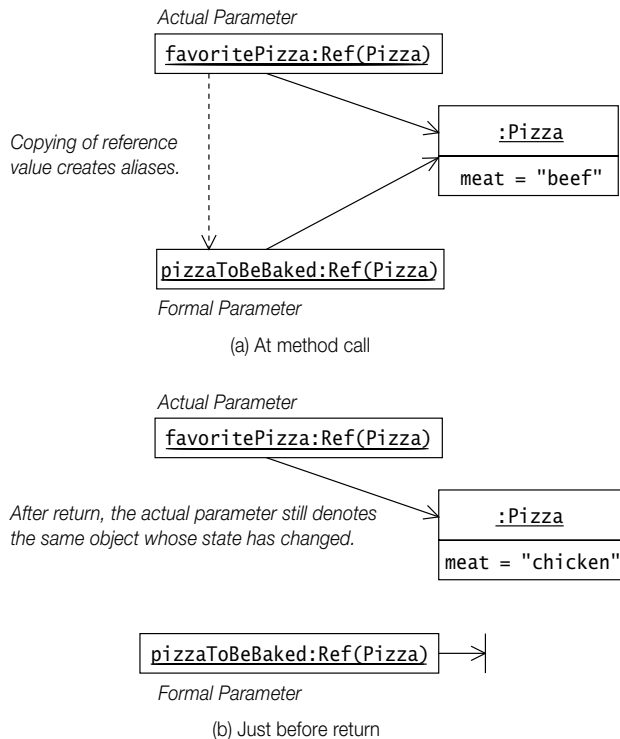 Actual Parameter
favoritePizza:Ref(Pizza)
:Pizza
meat = "beef"
Copying of reference
value creates aliases.
pizzaToBeBaked:Ref(Pizza)
Formal Parameter
(a) At method call
Actual Parameter
favoritePizza:Ref(Pizza)
After return, the actual parameter still denotes
the same object whose state has changed.
:Pizza
meat = "chicken"
pizzaToBeBaked:Ref(Pizza)
Formal Parameter
(b) Just before return